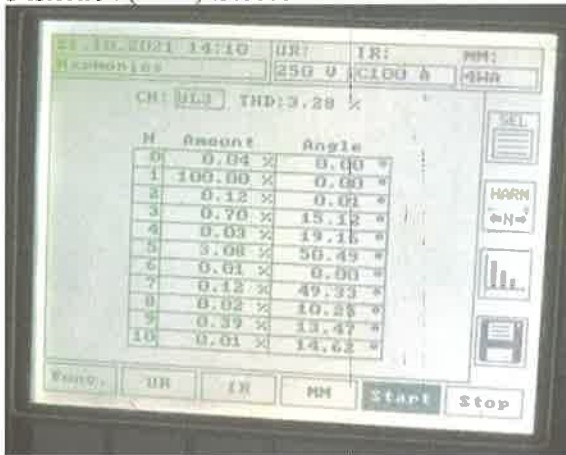 21.10.2021 14:10 UR: IR: MM:
Harmonics 250 U C100 A 4WA
CH: UL3 THD:3.28 %
N Amount Angle
0 0.04 % 0.00 °
1 100.00 % 0.00 °
2 0.12 % 0.01 °
3 0.70 % 15.12 °
4 0.03 % 19.16 °
5 3.08 % 50.49 °
6 0.01 % 0.00 °
7 0.12 % 49.33 °
8 0.02 % 10.25 °
9 0.39 % 13.47 °
10 0.01 % 14.62 °
SEL
HARM
⇐N⇒
Func. UR IR MM Start Stop